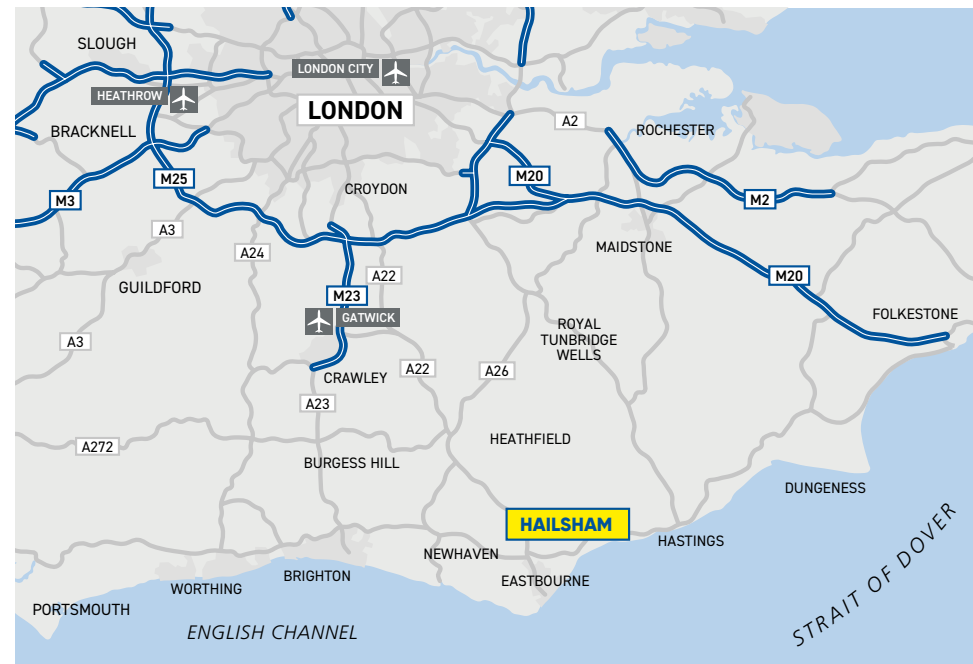 SLOUGH
LONDON CITY
HEATHROW
LONDON
A2
ROCHESTER
BRACKNELL
M25
M20
CROYDON
M3
M2
A3
A24
MAIDSTONE
A22
M20
GUILDFORD
M23
GATWICK
FOLKESTONE
A3
ROYAL
TUNBRIDGE
WELLS
CRAWLEY
A22
A26
A23
A272
HEATHFIELD
BURGESS HILL
DUNGENESS
HAILSHAM
HASTINGS
NEWHAVEN
BRIGHTON
EASTBOURNE
WORTHING
PORTSMOUTH
STRAIT OF DOVER
ENGLISH CHANNEL